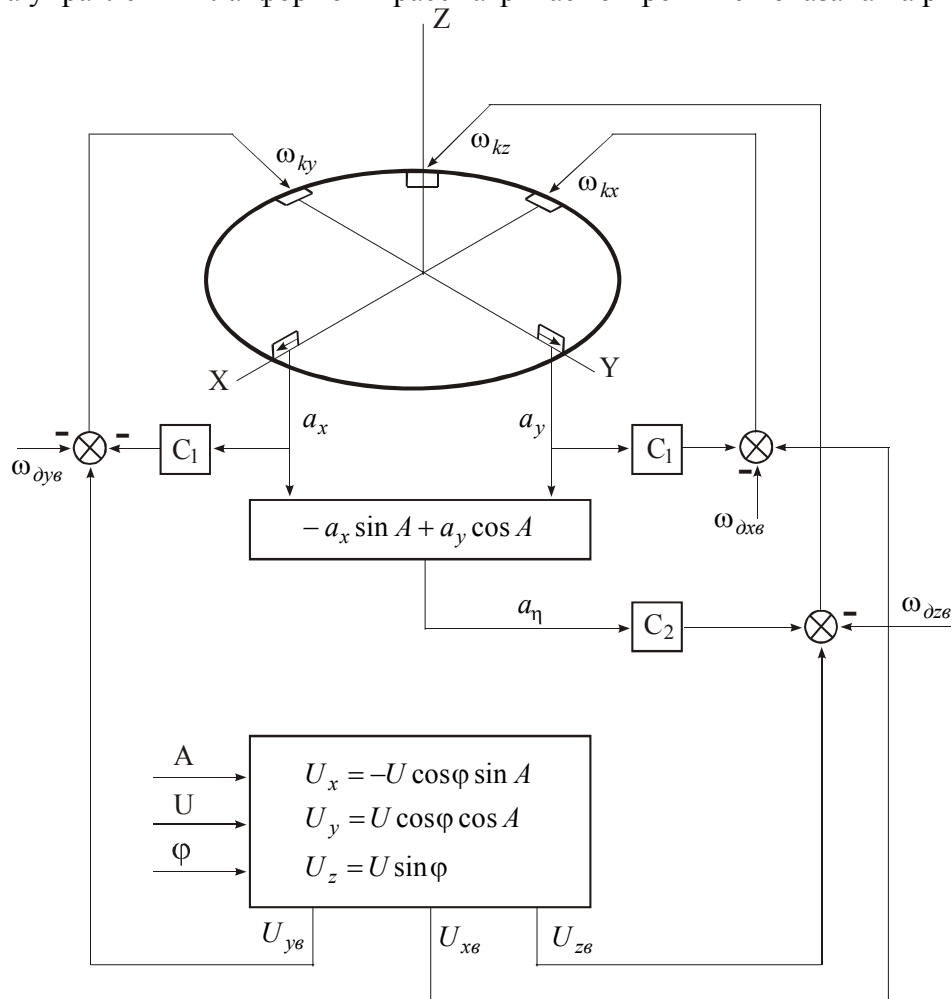 Z
ω_ky
ω_kz
ω_kx
X
Y
a_x
a_y
C₁
C₁
ω_дув
ω_дхв
− a_x sin A + a_y cos A
a_η
C₂
ω_дzв
A
U
φ
U_x = −U cosφ sin A
U_y = U cosφ cos A
U_z = U sinφ
U_ув
U_хв
U_zв